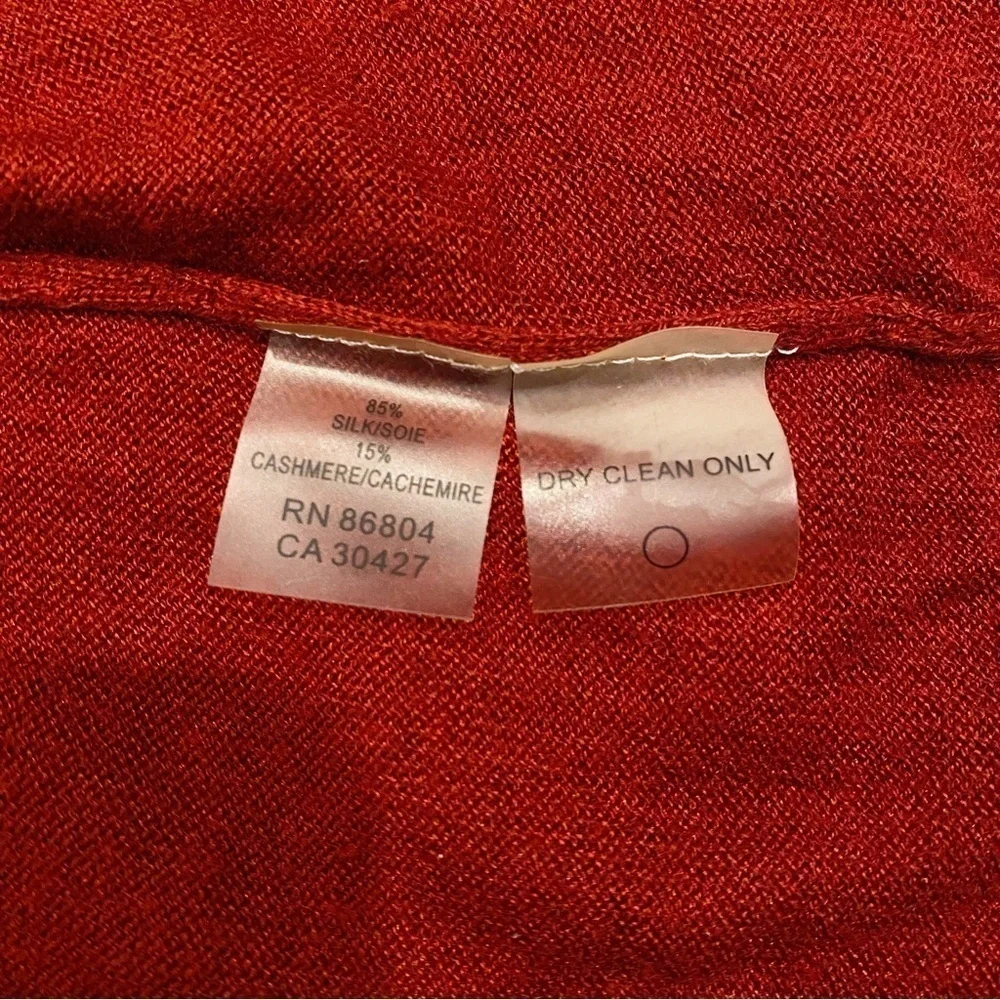 85%
SILK/SOIE
15%
CASHMERE/CACHEMIRE
RN 86804
CA 30427
DRY CLEAN ONLY